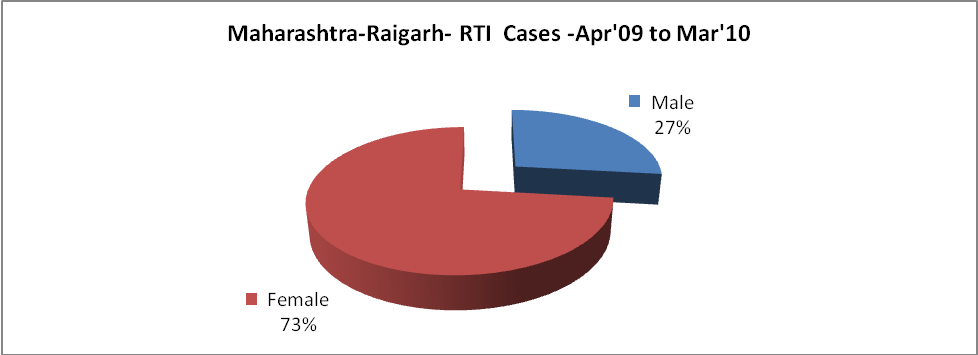 Maharashtra-Raigarh- RTI  Cases -Apr'09 to Mar'10
Male
27%
Female
73%